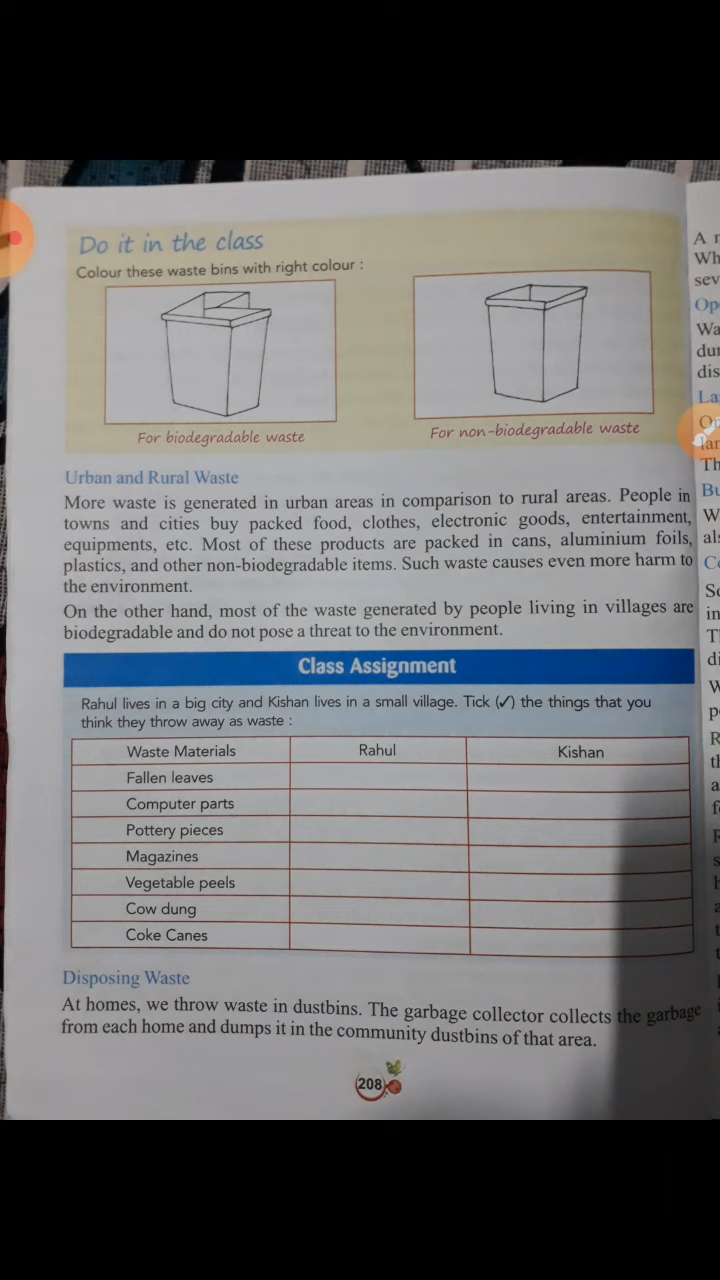 Do it in the class
Colour these waste bins with right colour :
For biodegradable waste
For non-biodegradable waste
Urban and Rural Waste
More waste is generated in urban areas in comparison to rural areas. People in
towns and cities buy packed food, clothes, electronic goods, entertainment,
equipments, etc. Most of these products are packed in cans, aluminium foils,
plastics, and other non-biodegradable items. Such waste causes even more harm to
the environment.
On the other hand, most of the waste generated by people living in villages are
biodegradable and do not pose a threat to the environment.
Class Assignment
Rahul lives in a big city and Kishan lives in a small village. Tick (✓) the things that you
think they throw away as waste :
Waste Materials Rahul Kishan
Fallen leaves
Computer parts
Pottery pieces
Magazines
Vegetable peels
Cow dung
Coke Canes
Disposing Waste
At homes, we throw waste in dustbins. The garbage collector collects the garbage
from each home and dumps it in the community dustbins of that area.
208